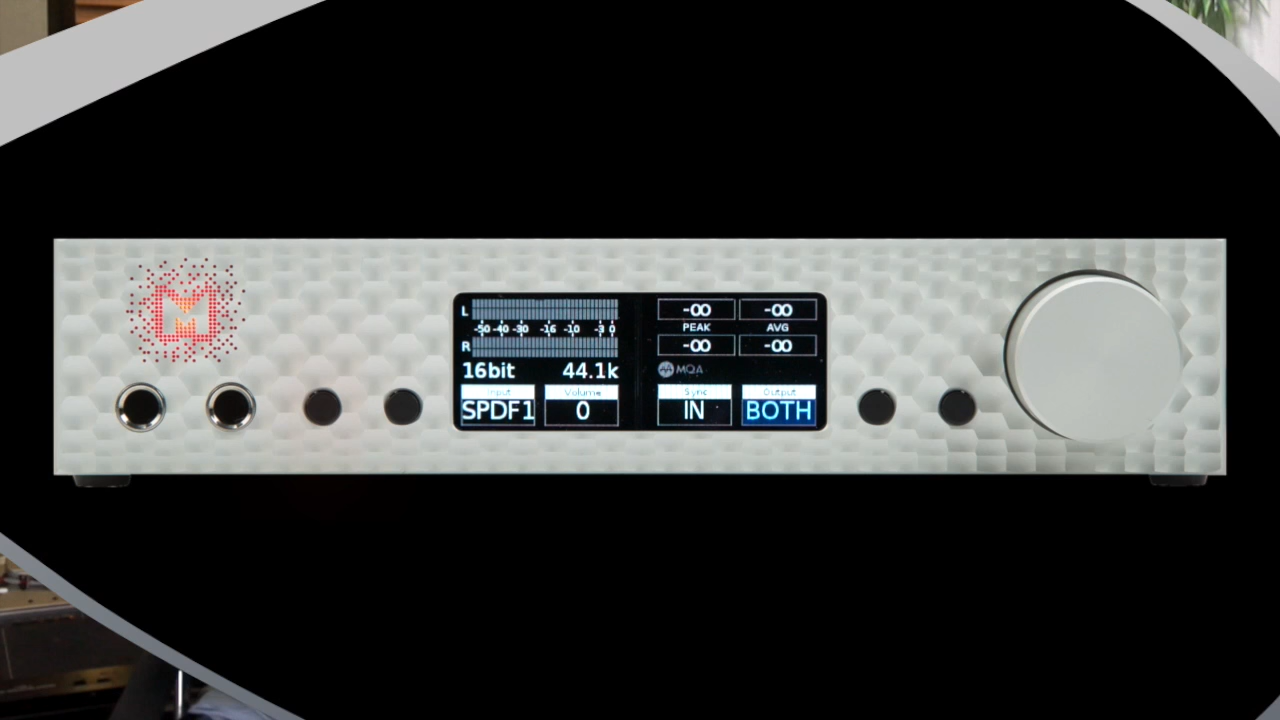 M
L
-50 -40 -30 -16 -10 -3 0
R
16bit 44.1k
Input Volume
SPDF1 0
-00 -00
PEAK AVG
-00 -00
MQA
Sync Output
IN BOTH